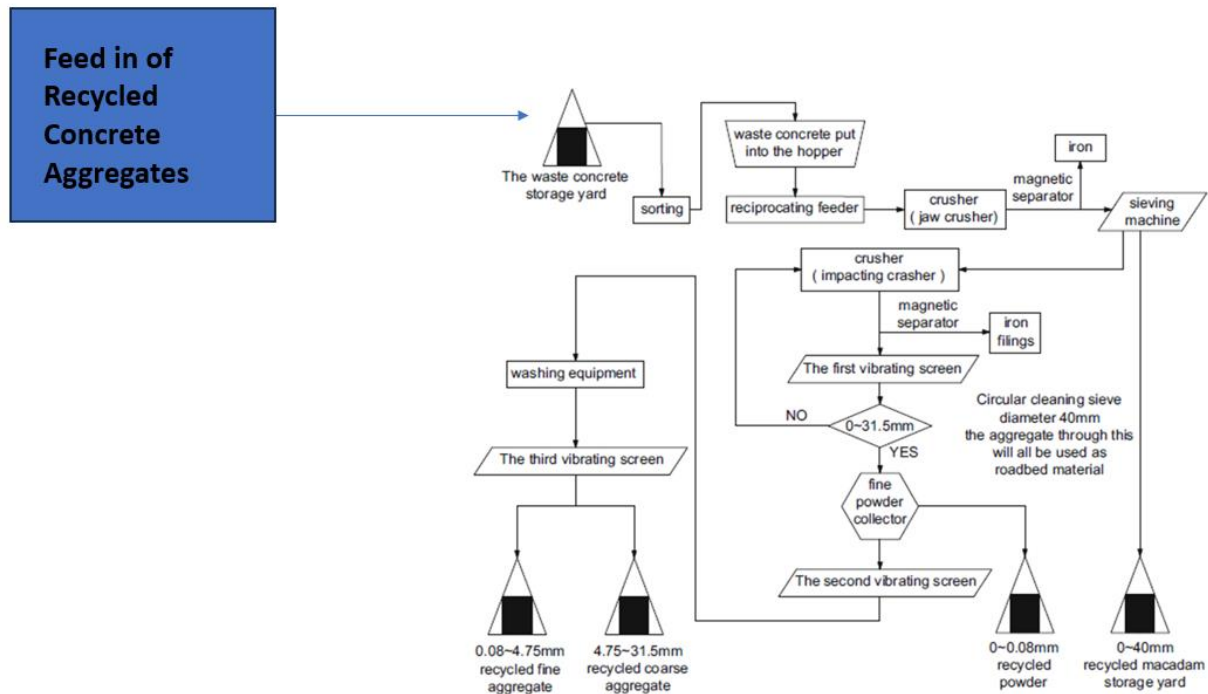 Feed in of
Recycled
Concrete
Aggregates
The waste concrete
storage yard
sorting
waste concrete put
into the hopper
reciprocating feeder
crusher
( jaw crusher)
magnetic
separator
iron
sieving
machine
crusher
( impacting crasher )
magnetic
separator
iron
filings
The first vibrating screen
0~31.5mm
NO
YES
Circular cleaning sieve
diameter 40mm
the aggregate through this
will all be used as
roadbed material
fine
powder
collector
The second vibrating screen
washing equipment
The third vibrating screen
0.08~4.75mm
recycled fine
aggregate
4.75~31.5mm
recycled coarse
aggregate
0~0.08mm
recycled
powder
0~40mm
recycled macadam
storage yard